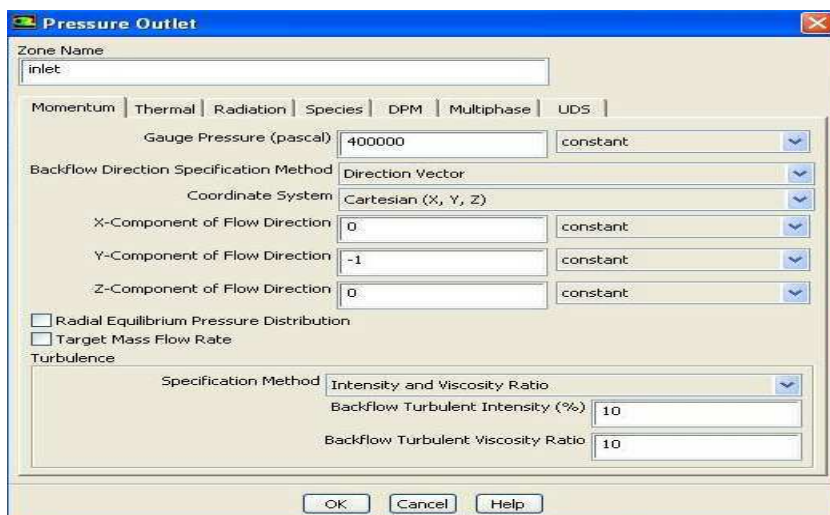 Pressure Outlet
Zone Name
inlet
Momentum Thermal Radiation Species DPM Multiphase UDS
Gauge Pressure (pascal) 400000 constant
Backflow Direction Specification Method Direction Vector
Coordinate System Cartesian (X, Y, Z)
X-Component of Flow Direction 0 constant
Y-Component of Flow Direction -1 constant
Z-Component of Flow Direction 0 constant
Radial Equilibrium Pressure Distribution
Target Mass Flow Rate
Turbulence
Specification Method Intensity and Viscosity Ratio
Backflow Turbulent Intensity (%) 10
Backflow Turbulent Viscosity Ratio 10
OK Cancel Help